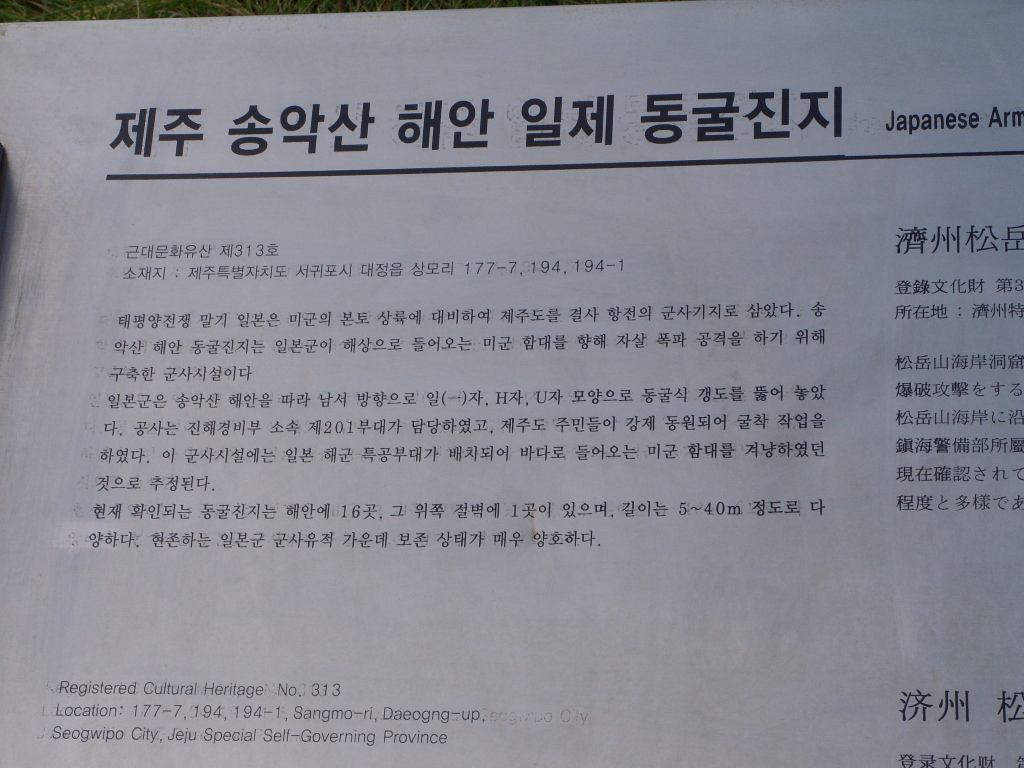 제주 송악산 해안 일제 동굴진지
Japanese Arm
근대문화유산 제313호
소재지 : 제주특별자치도 서귀포시 대정읍 상모리 177-7, 194, 194-1
태평양전쟁 말기 일본은 미군의 본토 상륙에 대비하여 제주도를 결사 항전의 군사기지로 삼았다. 송
악산 해안 동굴진지는 일본군이 해상으로 들어오는 미군 함대를 향해 자살 폭파 공격을 하기 위해
구축한 군사시설이다
일본군은 송악산 해안을 따라 남서 방향으로 일(一)자, H자, U자 모양으로 동굴식 갱도를 뚫어 놓았
다. 공사는 진해경비부 소속 제201부대가 담당하였고, 제주도 주민들이 강제 동원되어 굴착 작업을
하였다. 이 군사시설에는 일본 해군 특공부대가 배치되어 바다로 들어오는 미군 함대를 겨냥하였던
것으로 추정된다.
현재 확인되는 동굴진지는 해안에 16곳, 그 위쪽 절벽에 1곳이 있으며, 길이는 5~40m 정도로 다
양하다. 현존하는 일본군 군사유적 가운데 보존 상태가 매우 양호하다.
Registered Cultural Heritage No. 313
Location: 177-7, 194, 194-1, Sangmo-ri, Daeogng-up,
Seogwipo City, Jeju Special Self-Governing Province
濟州松岳
登錄文化財 第3
所在地 : 濟州特
松岳山海岸洞窟
爆破攻撃をする
松岳山海岸に沿
鎭海警備部所屬
現在確認されて
程度と多様であ
济州 松
登录文化财